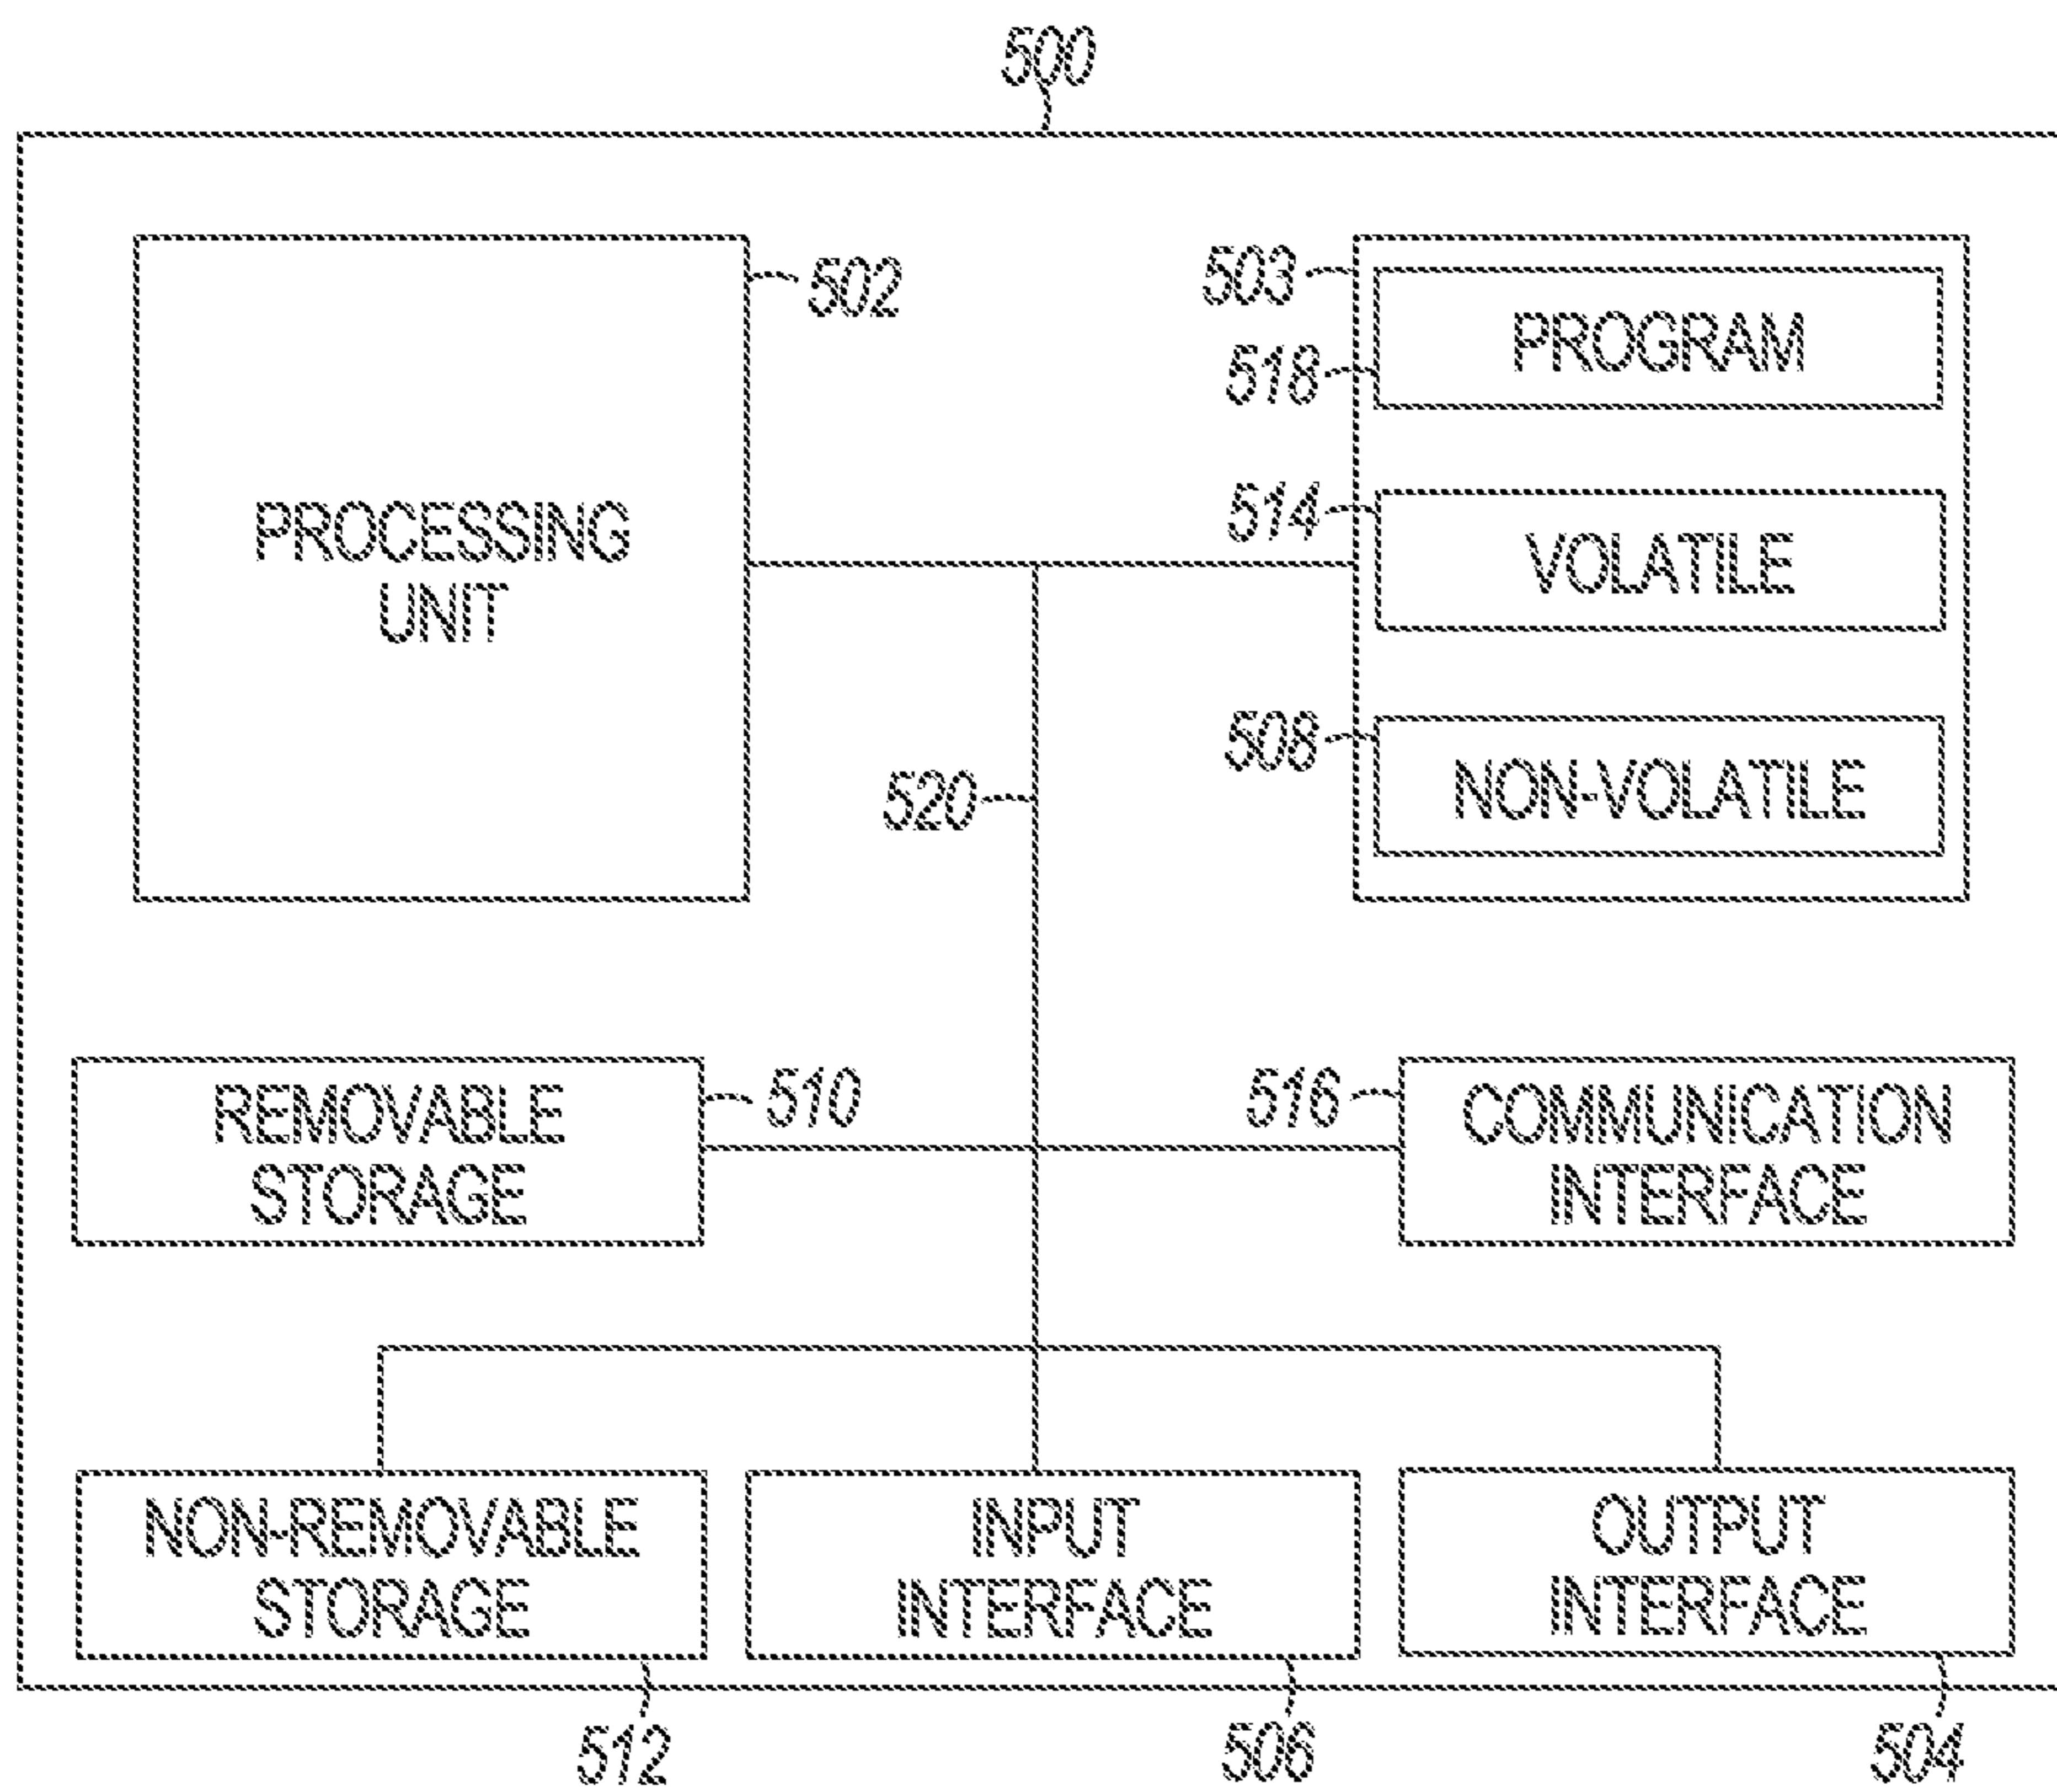 500
502
503
PROGRAM
518
514
VOLATILE
PROCESSING
UNIT
508
NON-VOLATILE
520
REMOVABLE
STORAGE
510
516
COMMUNICATION
INTERFACE
NON-REMOVABLE
STORAGE
INPUT
INTERFACE
OUTPUT
INTERFACE
512
506
504